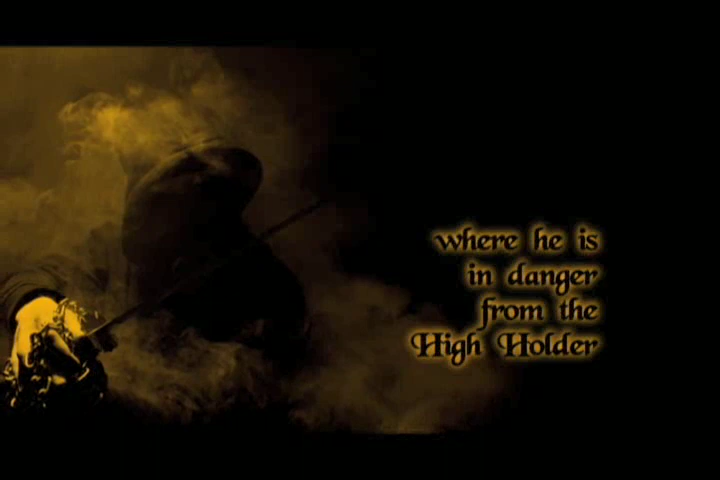 where he is
in danger
from the
High Holder